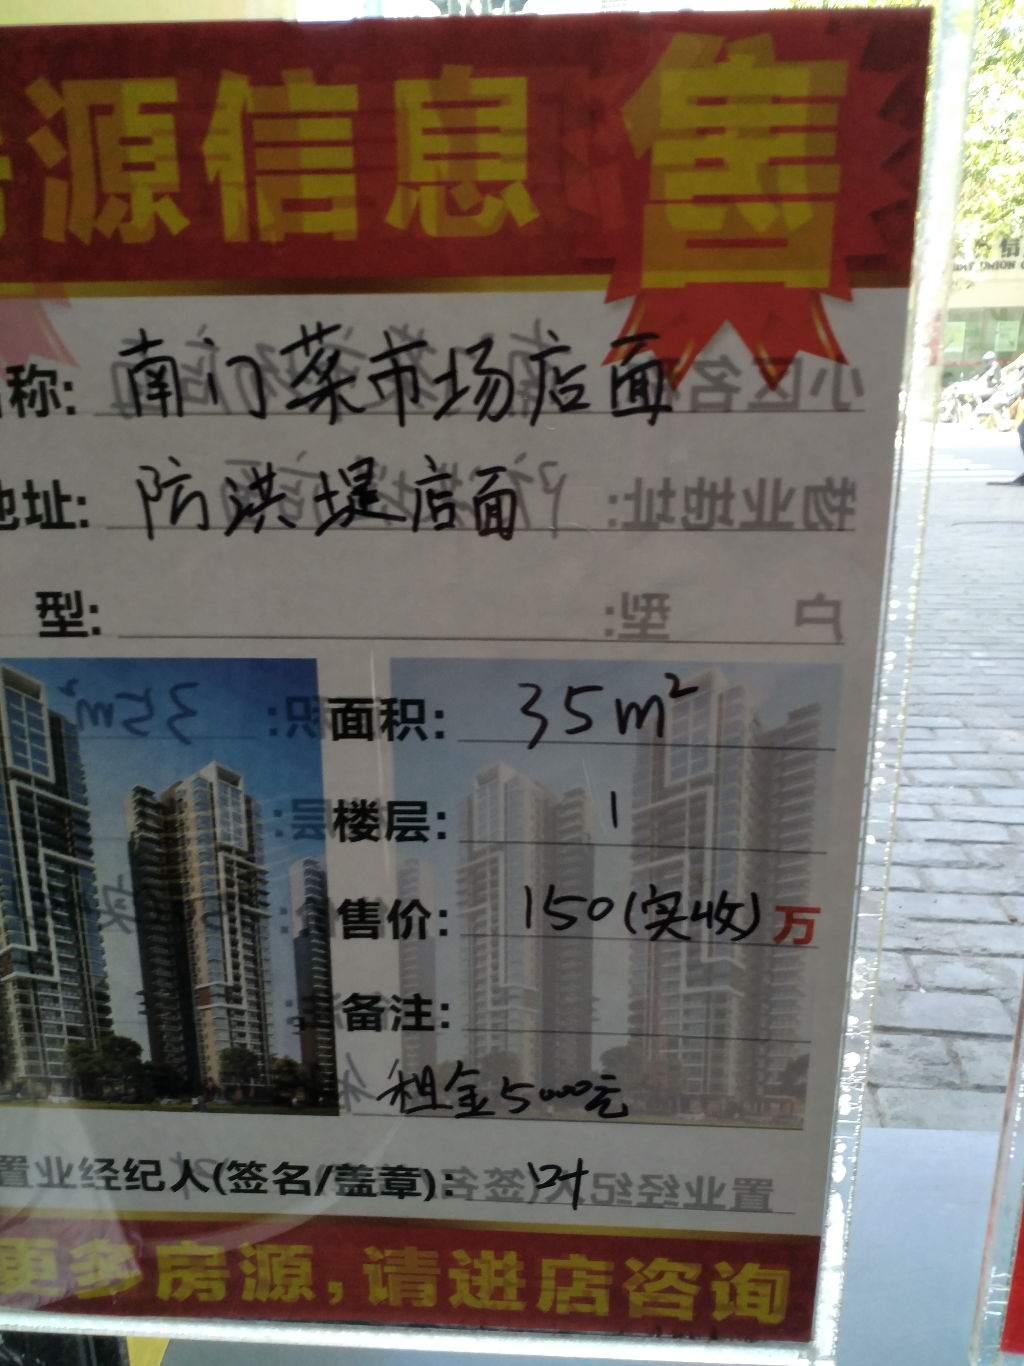 源信息 售
称: 南门菜市场店面
地址: 防洪堤店面
型:
面积: 35m²
楼层: 1
售价: 150(实收)万
备注:
租金5000元
置业经纪人(签名/盖章):
更多房源,请进店咨询